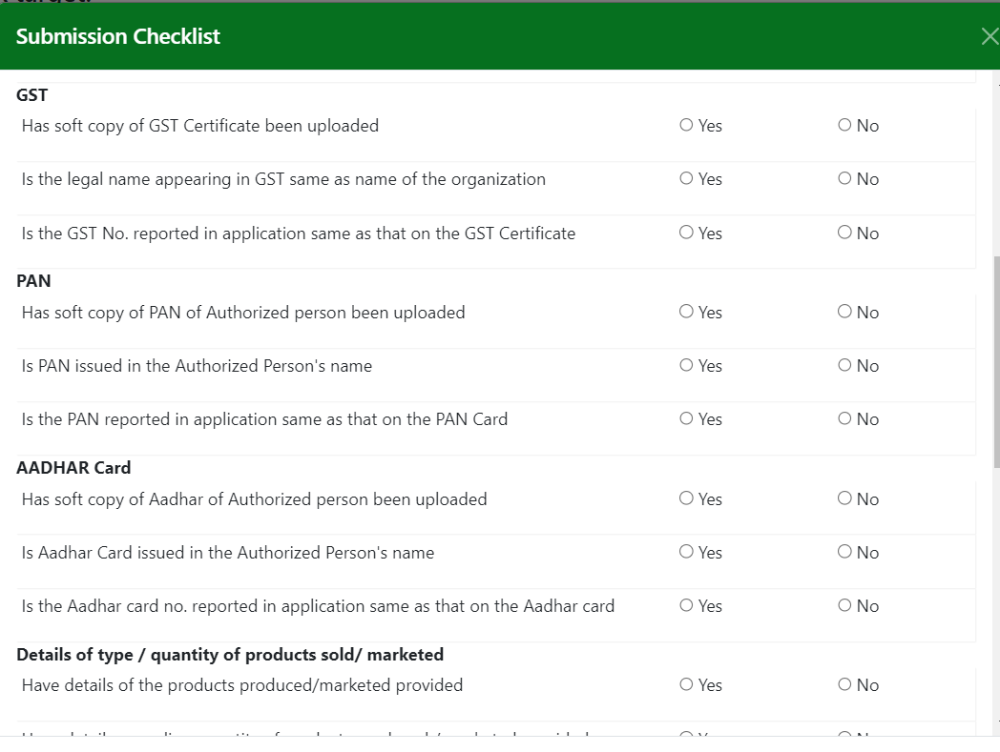 Submission Checklist
GST
Has soft copy of GST Certificate been uploaded Yes No
Is the legal name appearing in GST same as name of the organization Yes No
Is the GST No. reported in application same as that on the GST Certificate Yes No
PAN
Has soft copy of PAN of Authorized person been uploaded Yes No
Is PAN issued in the Authorized Person's name Yes No
Is the PAN reported in application same as that on the PAN Card Yes No
AADHAR Card
Has soft copy of Aadhar of Authorized person been uploaded Yes No
Is Aadhar Card issued in the Authorized Person's name Yes No
Is the Aadhar card no. reported in application same as that on the Aadhar card Yes No
Details of type / quantity of products sold/ marketed
Have details of the products produced/marketed provided Yes No